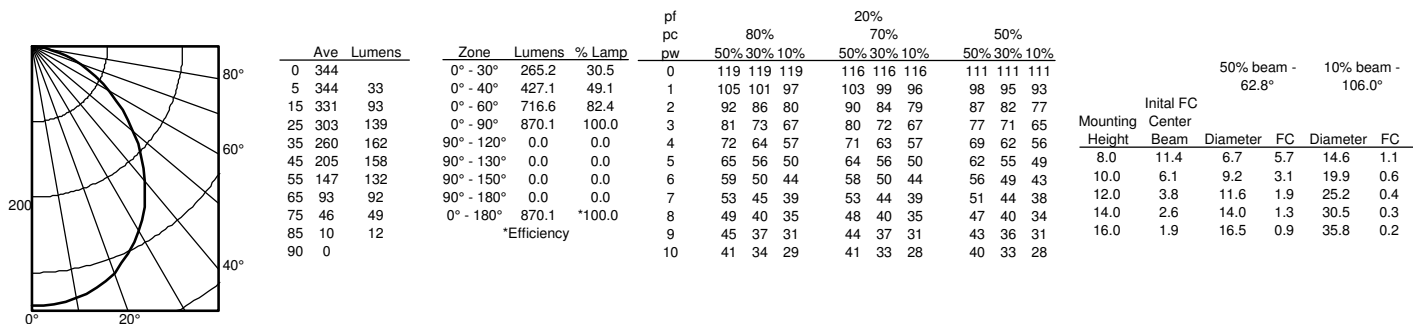 80°
60°
200
40°
0° 20°
Ave Lumens
0 344
5 344 33
15 331 93
25 303 139
35 260 162
45 205 158
55 147 132
65 93 92
75 46 49
85 10 12
90 0
Zone Lumens % Lamp
0° - 30° 265.2 30.5
0° - 40° 427.1 49.1
0° - 60° 716.6 82.4
0° - 90° 870.1 100.0
90° - 120° 0.0 0.0
90° - 130° 0.0 0.0
90° - 150° 0.0 0.0
90° - 180° 0.0 0.0
0° - 180° 870.1 *100.0
*Efficiency
pf 20%
pc 80% 70% 50%
pw 50% 30% 10% 50% 30% 10% 50% 30% 10%
0 119 119 119 116 116 116 111 111 111
1 105 101 97 103 99 96 98 95 93
2 92 86 80 90 84 79 87 82 77
3 81 73 67 80 72 67 77 71 65
4 72 64 57 71 63 57 69 62 56
5 65 56 50 64 56 50 62 55 49
6 59 50 44 58 50 44 56 49 43
7 53 45 39 53 44 39 51 44 38
8 49 40 35 48 40 35 47 40 34
9 45 37 31 44 37 31 43 36 31
10 41 34 29 41 33 28 40 33 28
50% beam - 10% beam -
62.8° 106.0°
Inital FC
Mounting Center
Height Beam Diameter FC Diameter FC
8.0 11.4 6.7 5.7 14.6 1.1
10.0 6.1 9.2 3.1 19.9 0.6
12.0 3.8 11.6 1.9 25.2 0.4
14.0 2.6 14.0 1.3 30.5 0.3
16.0 1.9 16.5 0.9 35.8 0.2